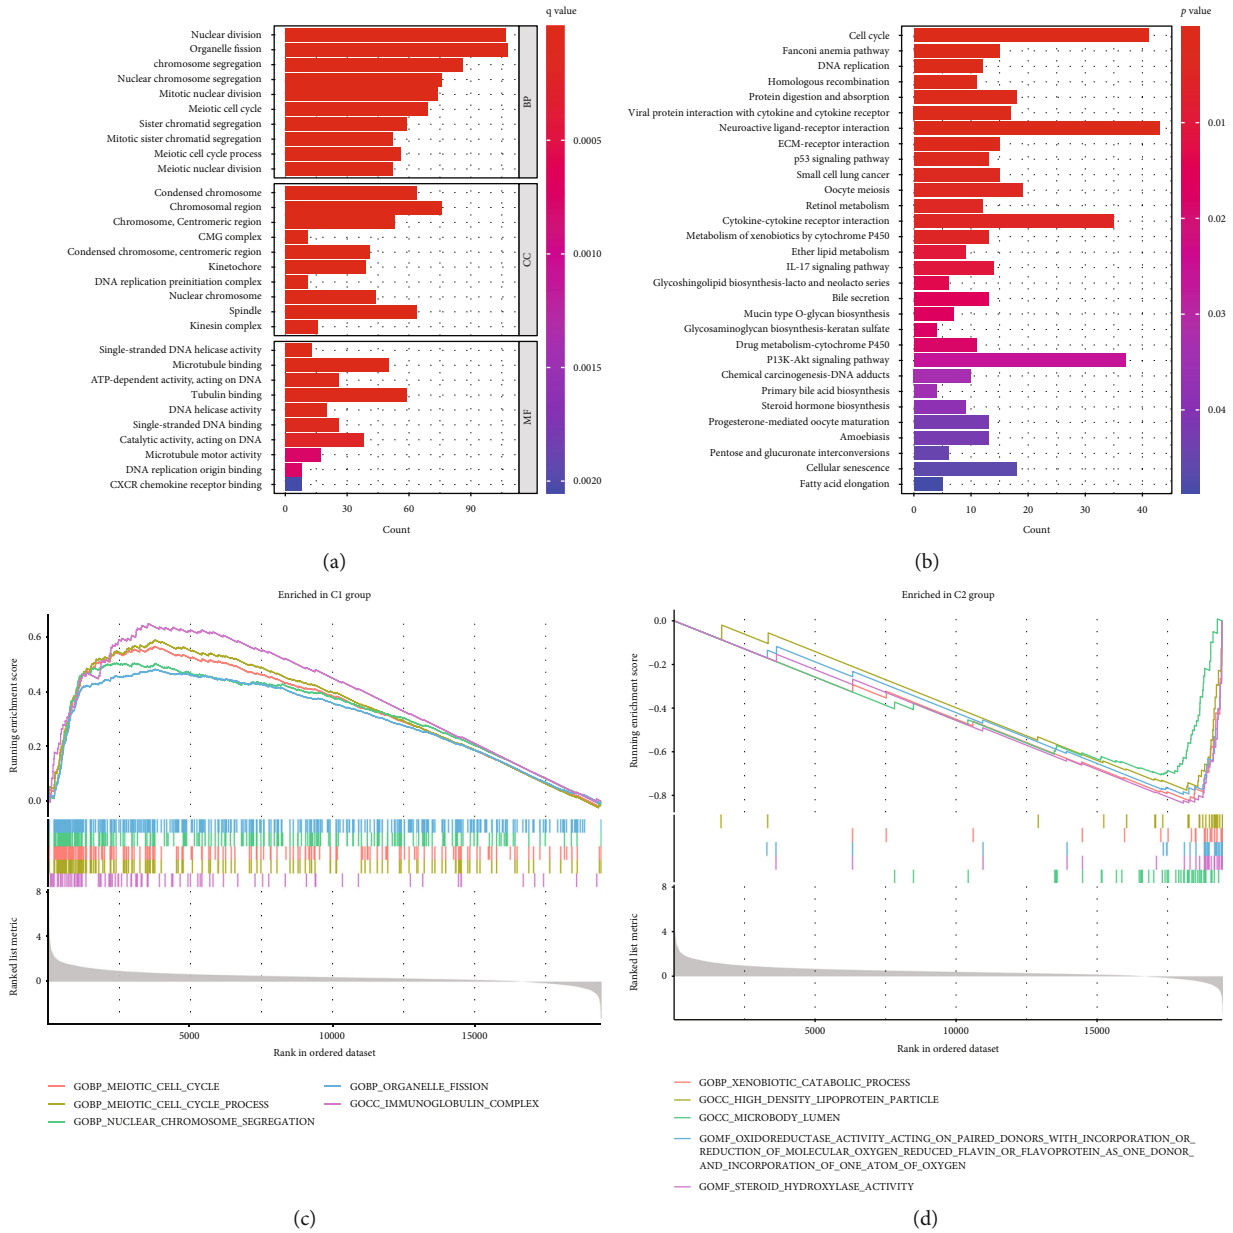 q value
Nuclear division
Organelle fission
chromosome segregation
Nuclear chromosome segregation
Mitotic nuclear division
Meiotic cell cycle
Sister chromatid segregation
Mitotic sister chromatid segregation
Meiotic cell cycle process
Meiotic nuclear division
BP
Condensed chromosome
Chromosomal region
Chromosome, Centromeric region
CMG complex
Condensed chromosome, centromeric region
Kinetochore
DNA replication preinitiation complex
Nuclear chromosome
Spindle
Kinesin complex
CC
Single-stranded DNA helicase activity
Microtubule binding
ATP-dependent activity, acting on DNA
Tubulin binding
DNA helicase activity
Single-stranded DNA binding
Catalytic activity, acting on DNA
Microtubule motor activity
DNA replication origin binding
CXCR chemokine receptor binding
MF
0.0005
0.0010
0.0015
0.0020
0 30 60 90
Count
(a)
p value
Cell cycle
Fanconi anemia pathway
DNA replication
Homologous recombination
Protein digestion and absorption
Viral protein interaction with cytokine and cytokine receptor
Neuroactive ligand-receptor interaction
ECM-receptor interaction
p53 signaling pathway
Small cell lung cancer
Oocyte meiosis
Retinol metabolism
Cytokine-cytokine receptor interaction
Metabolism of xenobiotics by cytochrome P450
Ether lipid metabolism
IL-17 signaling pathway
Glycoshingolipid biosynthesis-lacto and neolacto series
Bile secretion
Mucin type O-glycan biosynthesis
Glycosaminoglycan biosynthesis-keratan sulfate
Drug metabolism-cytochrome P450
P13K-Akt signaling pathway
Chemical carcinogenesis-DNA adducts
Primary bile acid biosynthesis
Steroid hormone biosynthesis
Progesterone-mediated oocyte maturation
Amoebiasis
Pentose and glucuronate interconversions
Cellular senescence
Fatty acid elongation
0.01
0.02
0.03
0.04
0 10 20 30 40
Count
(b)
Enriched in C1 group
Running enrichment score
0.6
0.4
0.2
0.0
Ranked list metric
8
4
0
5000 10000 15000
Rank in ordered dataset
GOBP_MEIOTIC_CELL_CYCLE
GOBP_MEIOTIC_CELL_CYCLE_PROCESS
GOBP_NUCLEAR_CHROMOSOME_SEGREGATION
GOBP_ORGANELLE_FISSION
GOCC_IMMUNOGLOBULIN_COMPLEX
(c)
Enriched in C2 group
Running enrichment score
0.0
−0.2
−0.4
−0.6
−0.8
Ranked list metric
8
4
0
5000 10000 15000
Rank in ordered dataset
GOBP_XENOBIOTIC_CATABOLIC_PROCESS
GOCC_HIGH_DENSITY_LIPOPROTEIN_PARTICLE
GOCC_MICROBODY_LUMEN
GOMF_OXIDOREDUCTASE_ACTIVITY_ACTING_ON_PAIRED_DONORS_WITH_INCORPORATION_OR_
REDUCTION_OF_MOLECULAR_OXYGEN_REDUCED_FLAVIN_OR_FLAVOPROTEIN_AS_ONE_DONOR_
AND_INCORPORATION_OF_ONE_ATOM_OF_OXYGEN
GOMF_STEROID_HYDROXYLASE_ACTIVITY
(d)